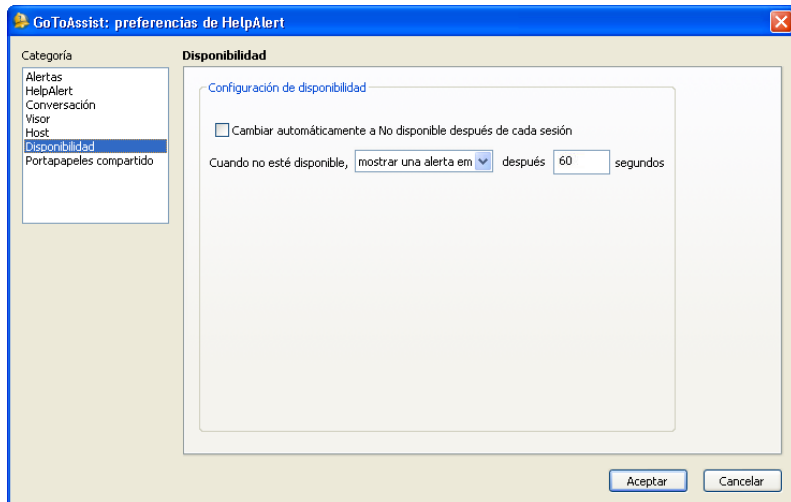 GoToAssist: preferencias de HelpAlert
Categoría
Alertas
HelpAlert
Conversación
Visor
Host
Disponibilidad
Portapapeles compartido
Disponibilidad
Configuración de disponibilidad
Cambiar automáticamente a No disponible después de cada sesión
Cuando no esté disponible, mostrar una alerta em después 60 segundos
Aceptar Cancelar